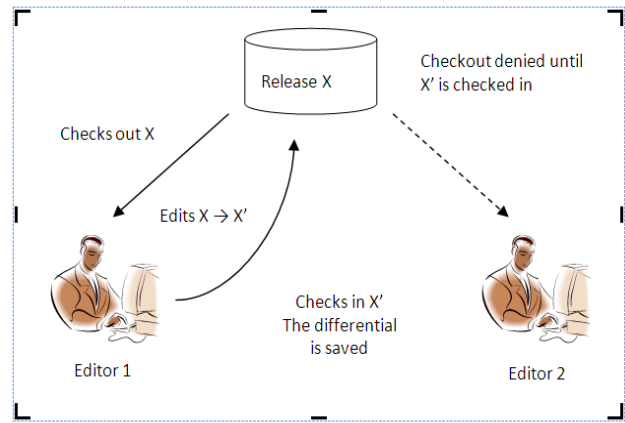 Release X
Checkout denied until
X’ is checked in
Checks out X
Edits X → X’
Checks in X’
The differential
is saved
Editor 1
Editor 2